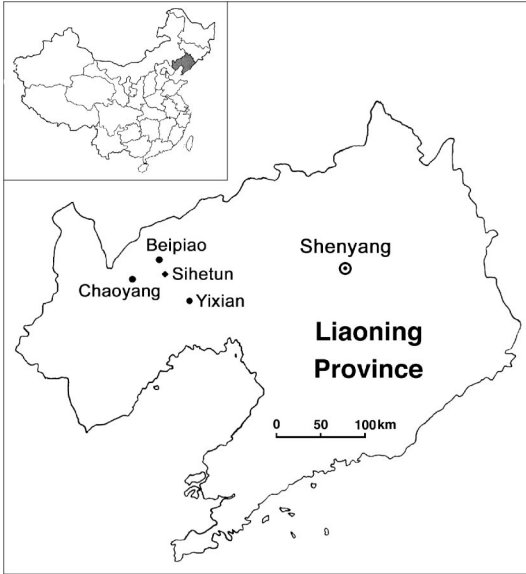 Beipiao
Shenyang
Sihetun
Chaoyang
Yixian
Liaoning
Province
0 50 100km